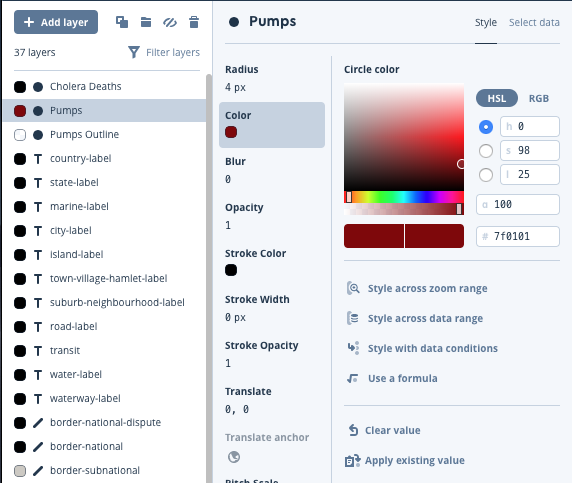 + Add layer
37 layers
Filter layers
Cholera Deaths
Pumps
Pumps Outline
T country-label
T state-label
T marine-label
T city-label
T island-label
T town-village-hamlet-label
T suburb-neighbourhood-label
T road-label
T transit
T water-label
T waterway-label
border-national-dispute
border-national
border-subnational
Pumps
Style
Select data
Radius
4 px
Color
Blur
0
Opacity
1
Stroke Color
Stroke Width
0 px
Stroke Opacity
1
Translate
0, 0
Translate anchor
Pitch Scale
Circle color
HSL RGB
h 0
s 98
l 25
a 100
# 7f0101
Style across zoom range
Style across data range
Style with data conditions
Use a formula
Clear value
Apply existing value